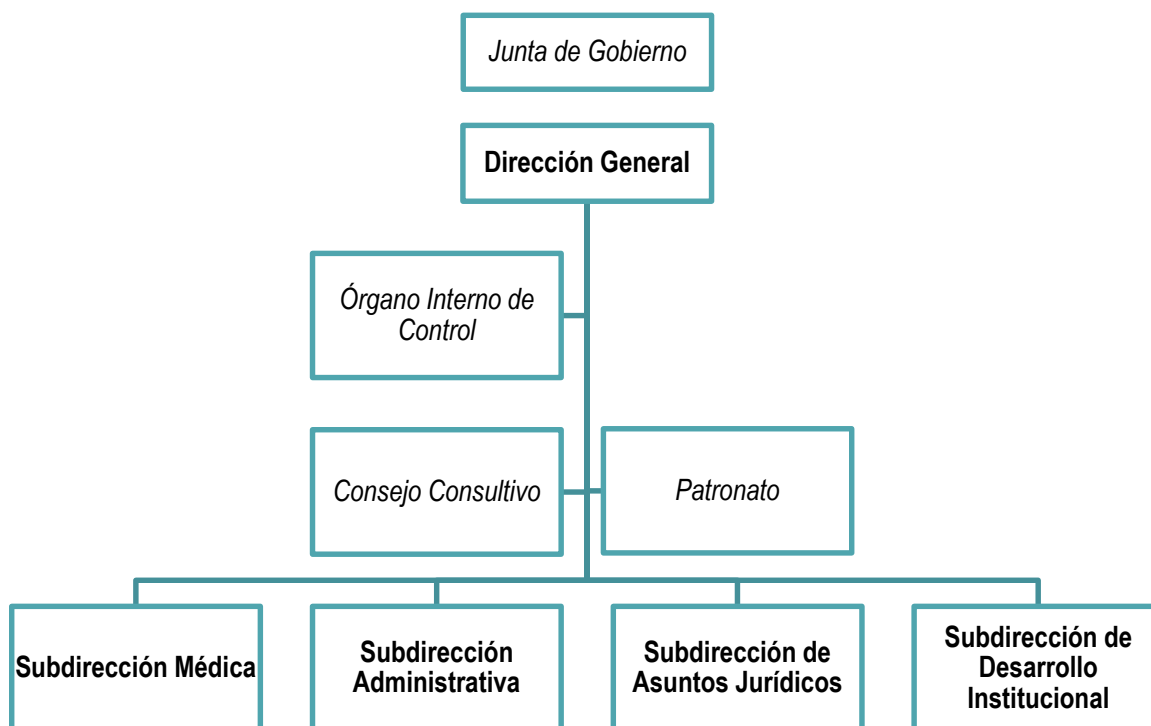 Junta de Gobierno
Dirección General
Órgano Interno de
Control
Consejo Consultivo
Patronato
Subdirección Médica
Subdirección
Administrativa
Subdirección de
Asuntos Jurídicos
Subdirección de
Desarrollo
Institucional